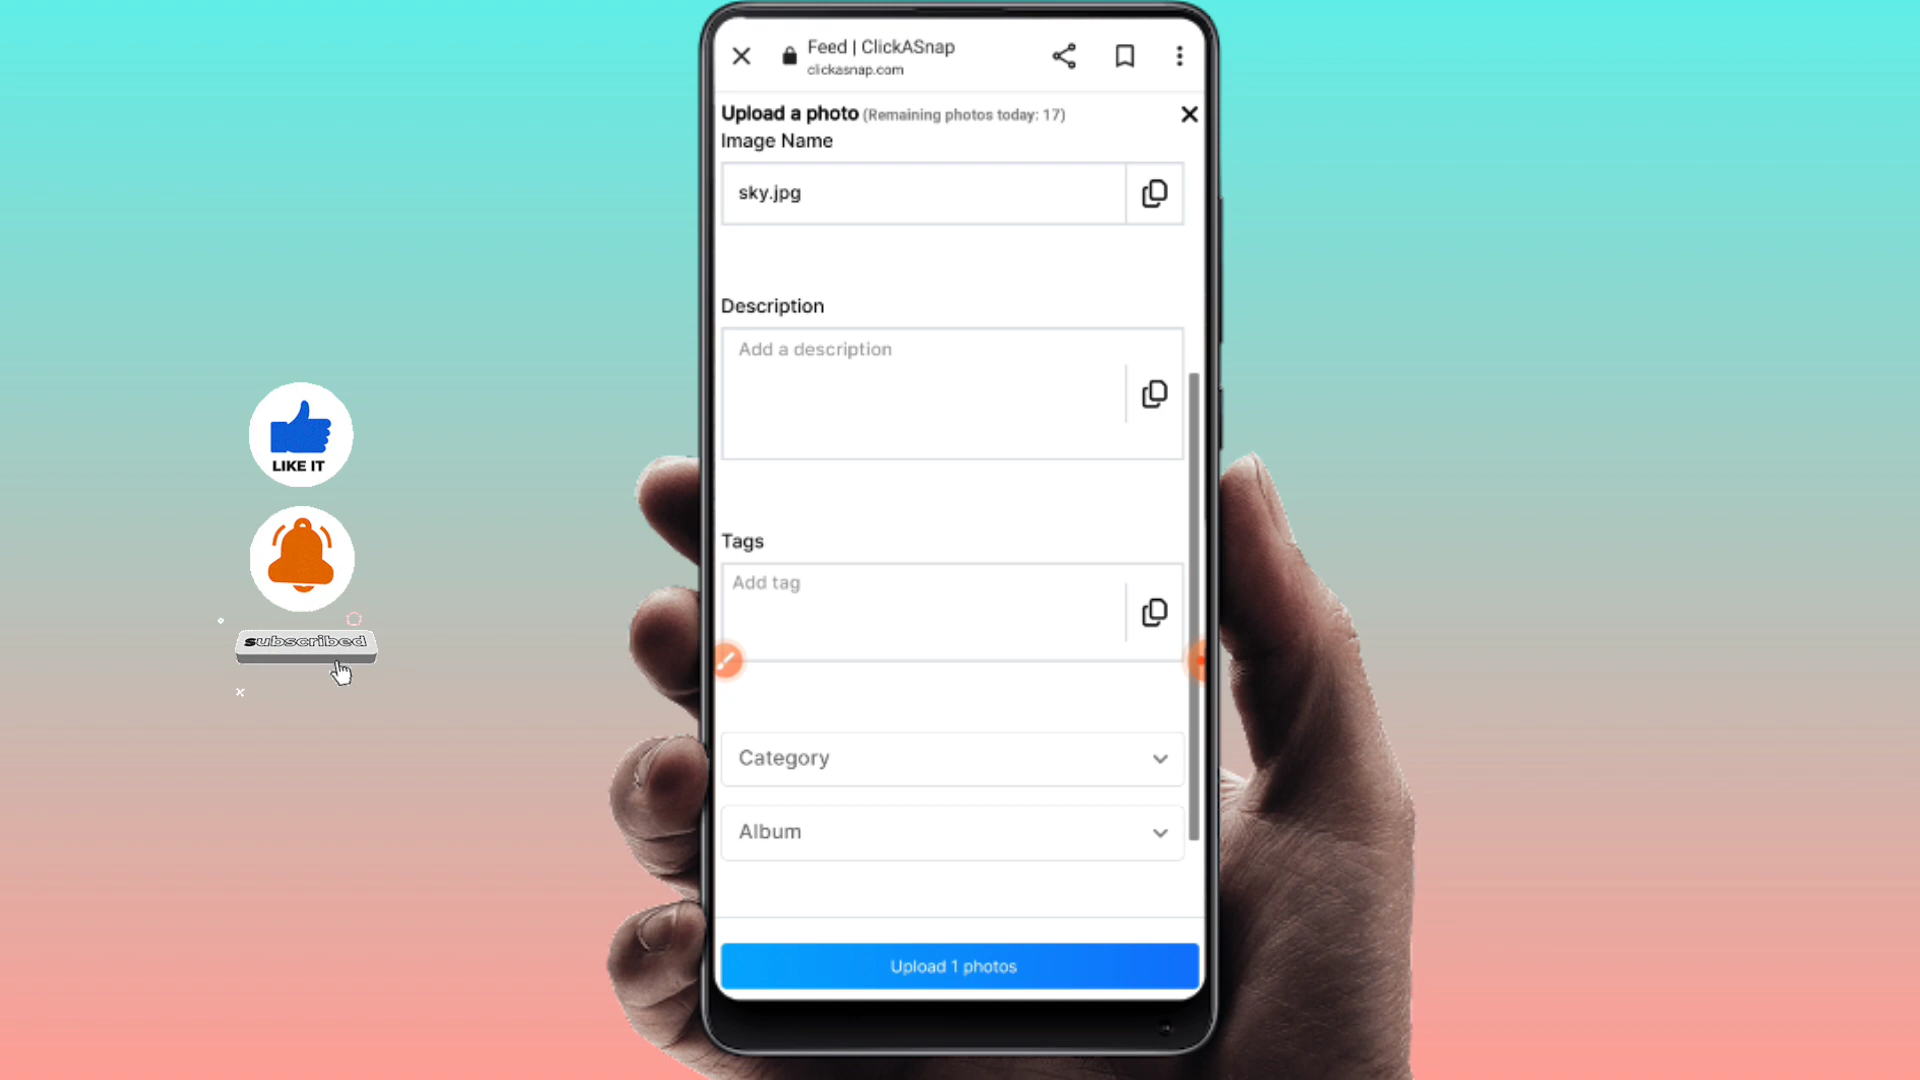 Feed | ClickASnap
clickasnap.com
Upload a photo (Remaining photos today: 17)
Image Name
sky.jpg
Description
Add a description
LIKE IT
Tags
Add tag
subscribed
Category
Album
Upload 1 photos